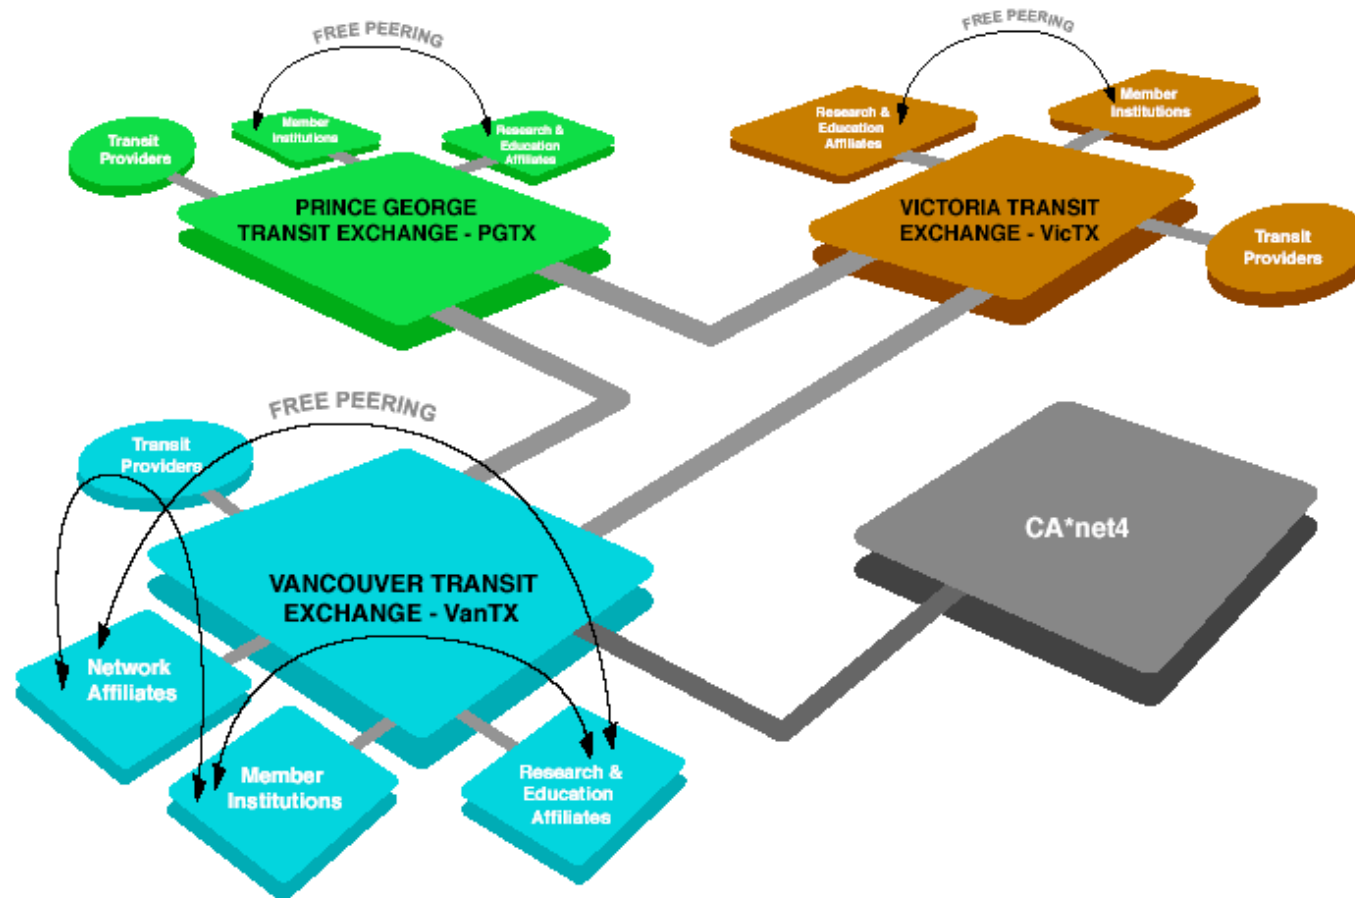 FREE PEERING
FREE PEERING
Member
Institutions
Research &
Education
Affiliates
Transit
Providers
PRINCE GEORGE
TRANSIT EXCHANGE - PGTX
Research &
Education
Affiliates
Member
Institutions
VICTORIA TRANSIT
EXCHANGE - VicTX
Transit
Providers
FREE PEERING
Transit
Providers
VANCOUVER TRANSIT
EXCHANGE - VanTX
CA*net4
Network
Affiliates
Member
Institutions
Research &
Education
Affiliates